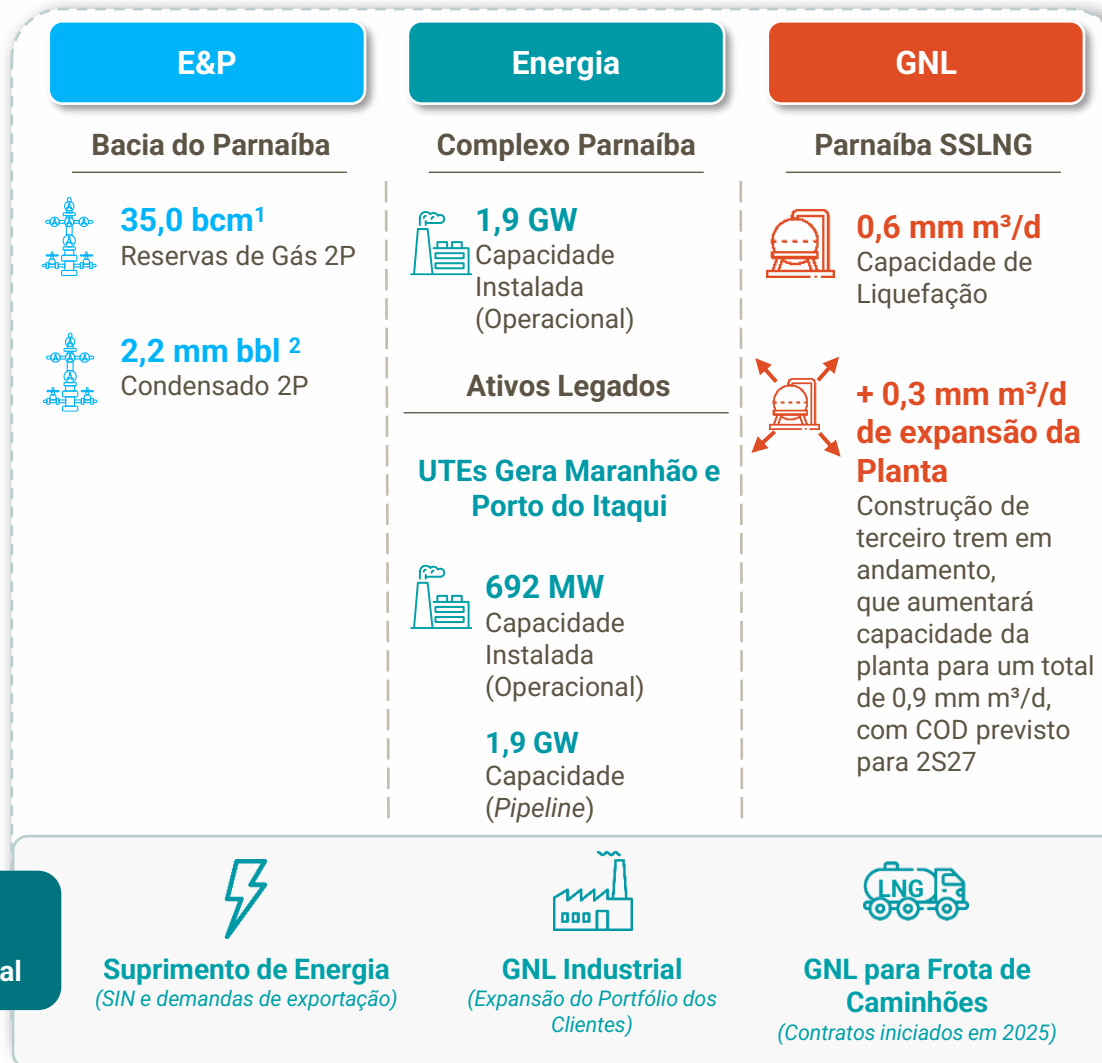 E&P
Bacia do Parnaíba
35,0 bcm¹
Reservas de Gás 2P
2,2 mm bbl ²
Condensado 2P
Energia
Complexo Parnaíba
1,9 GW
Capacidade
Instalada
(Operacional)
Ativos Legados
UTEs Gera Maranhão e
Porto do Itaqui
692 MW
Capacidade
Instalada
(Operacional)
1,9 GW
Capacidade
(Pipeline)
GNL
Parnaíba SSLNG
0,6 mm m³/d
Capacidade de
Liquefação
+ 0,3 mm m³/d
de expansão da
Planta
Construção de
terceiro trem em
andamento,
que aumentará
capacidade da
planta para um total
de 0,9 mm m³/d,
com COD previsto
para 2S27
al
Suprimento de Energia
(SIN e demandas de exportação)
GNL Industrial
(Expansão do Portfólio dos
Clientes)
LNG
GNL para Frota de
Caminhões
(Contratos iniciados em 2025)